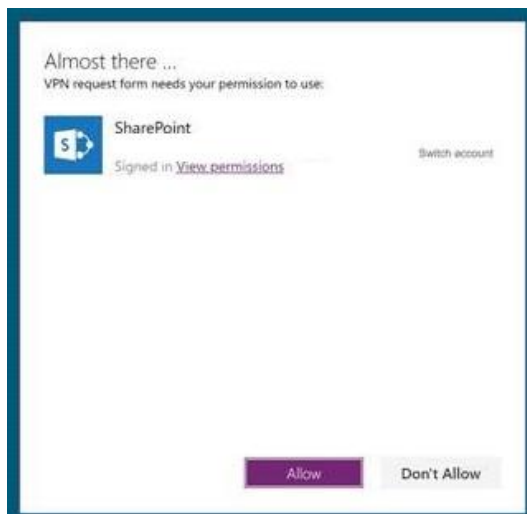 Almost there ...
VPN request form needs your permission to use:
SharePoint
S
Signed in View permissions
Switch account
Allow
Don't Allow